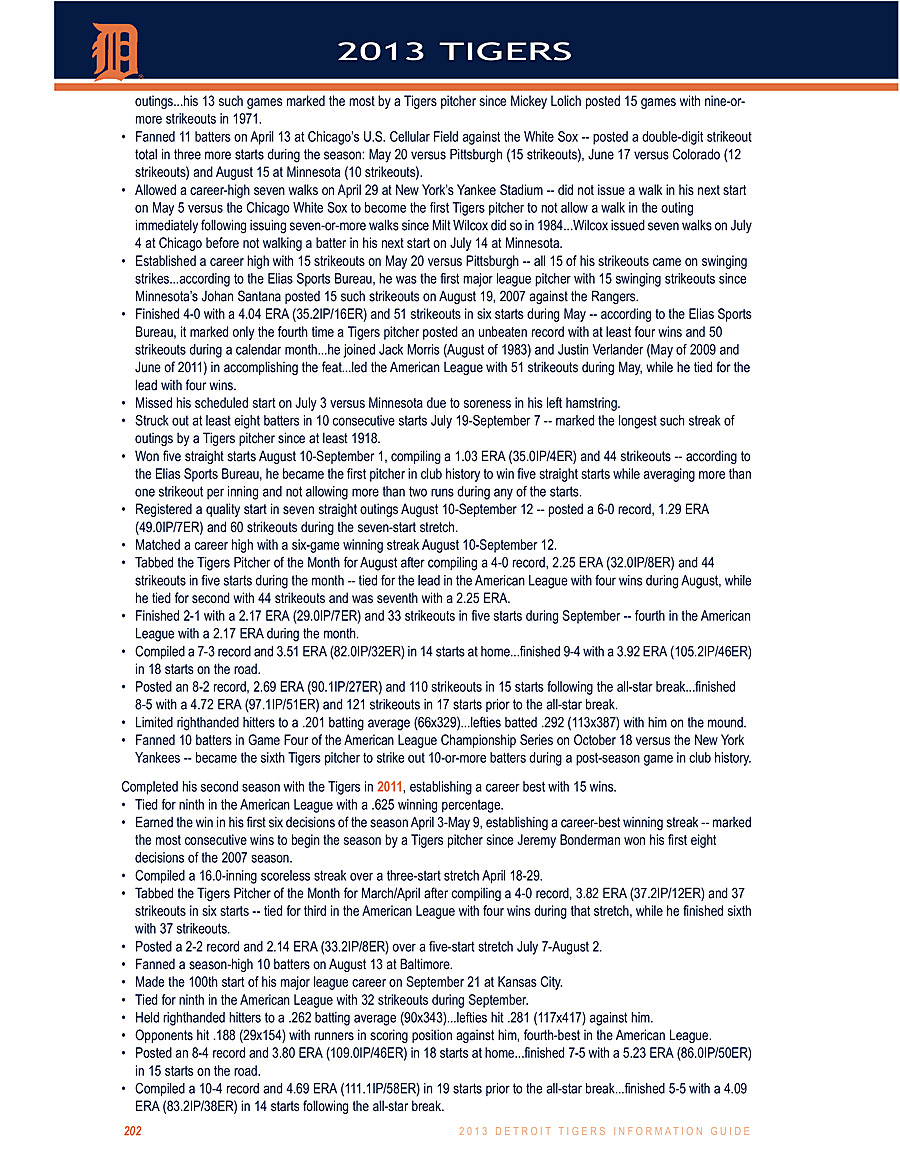 D
2013 TIGERS
outings...his 13 such games marked the most by a Tigers pitcher since Mickey Lolich posted 15 games with nine-or-
more strikeouts in 1971.
• Fanned 11 batters on April 13 at Chicago's U.S. Cellular Field against the White Sox -- posted a double-digit strikeout
total in three more starts during the season: May 20 versus Pittsburgh (15 strikeouts), June 17 versus Colorado (12
strikeouts) and August 15 at Minnesota (10 strikeouts).
• Allowed a career-high seven walks on April 29 at New York's Yankee Stadium -- did not issue a walk in his next start
on May 5 versus the Chicago White Sox to become the first Tigers pitcher to not allow a walk in the outing
immediately following issuing seven-or-more walks since Milt Wilcox did so in 1984...Wilcox issued seven walks on July
4 at Chicago before not walking a batter in his next start on July 14 at Minnesota.
• Established a career high with 15 strikeouts on May 20 versus Pittsburgh -- all 15 of his strikeouts came on swinging
strikes...according to the Elias Sports Bureau, he was the first major league pitcher with 15 swinging strikeouts since
Minnesota's Johan Santana posted 15 such strikeouts on August 19, 2007 against the Rangers.
• Finished 4-0 with a 4.04 ERA (35.2IP/16ER) and 51 strikeouts in six starts during May -- according to the Elias Sports
Bureau, it marked only the fourth time a Tigers pitcher posted an unbeaten record with at least four wins and 50
strikeouts during a calendar month...he joined Jack Morris (August of 1983) and Justin Verlander (May of 2009 and
June of 2011) in accomplishing the feat...led the American League with 51 strikeouts during May, while he tied for the
lead with four wins.
• Missed his scheduled start on July 3 versus Minnesota due to soreness in his left hamstring.
• Struck out at least eight batters in 10 consecutive starts July 19-September 7 -- marked the longest such streak of
outings by a Tigers pitcher since at least 1918.
• Won five straight starts August 10-September 1, compiling a 1.03 ERA (35.0IP/4ER) and 44 strikeouts -- according to
the Elias Sports Bureau, he became the first pitcher in club history to win five straight starts while averaging more than
one strikeout per inning and not allowing more than two runs during any of the starts.
• Registered a quality start in seven straight outings August 10-September 12 -- posted a 6-0 record, 1.29 ERA
(49.0IP/7ER) and 60 strikeouts during the seven-start stretch.
• Matched a career high with a six-game winning streak August 10-September 12.
• Tabbed the Tigers Pitcher of the Month for August after compiling a 4-0 record, 2.25 ERA (32.0IP/8ER) and 44
strikeouts in five starts during the month -- tied for the lead in the American League with four wins during August, while
he tied for second with 44 strikeouts and was seventh with a 2.25 ERA.
• Finished 2-1 with a 2.17 ERA (29.0IP/7ER) and 33 strikeouts in five starts during September -- fourth in the American
League with a 2.17 ERA during the month.
• Compiled a 7-3 record and 3.51 ERA (82.0IP/32ER) in 14 starts at home...finished 9-4 with a 3.92 ERA (105.2IP/46ER)
in 18 starts on the road.
• Posted an 8-2 record, 2.69 ERA (90.1IP/27ER) and 110 strikeouts in 15 starts following the all-star break...finished
8-5 with a 4.72 ERA (97.1IP/51ER) and 121 strikeouts in 17 starts prior to the all-star break.
• Limited righthanded hitters to a .201 batting average (66x329)...lefties batted .292 (113x387) with him on the mound.
• Fanned 10 batters in Game Four of the American League Championship Series on October 18 versus the New York
Yankees -- became the sixth Tigers pitcher to strike out 10-or-more batters during a post-season game in club history.
Completed his second season with the Tigers in 2011, establishing a career best with 15 wins.
• Tied for ninth in the American League with a .625 winning percentage.
• Earned the win in his first six decisions of the season April 3-May 9, establishing a career-best winning streak -- marked
the most consecutive wins to begin the season by a Tigers pitcher since Jeremy Bonderman won his first eight
decisions of the 2007 season.
• Compiled a 16.0-inning scoreless streak over a three-start stretch April 18-29.
• Tabbed the Tigers Pitcher of the Month for March/April after compiling a 4-0 record, 3.82 ERA (37.2IP/12ER) and 37
strikeouts in six starts -- tied for third in the American League with four wins during that stretch, while he finished sixth
with 37 strikeouts.
• Posted a 2-2 record and 2.14 ERA (33.2IP/8ER) over a five-start stretch July 7-August 2.
• Fanned a season-high 10 batters on August 13 at Baltimore.
• Made the 100th start of his major league career on September 21 at Kansas City.
• Tied for ninth in the American League with 32 strikeouts during September.
• Held righthanded hitters to a .262 batting average (90x343)...lefties hit .281 (117x417) against him.
• Opponents hit .188 (29x154) with runners in scoring position against him, fourth-best in the American League.
• Posted an 8-4 record and 3.80 ERA (109.0IP/46ER) in 18 starts at home...finished 7-5 with a 5.23 ERA (86.0IP/50ER)
in 15 starts on the road.
• Compiled a 10-4 record and 4.69 ERA (111.1IP/58ER) in 19 starts prior to the all-star break...finished 5-5 with a 4.09
ERA (83.2IP/38ER) in 14 starts following the all-star break.
202
2013 DETROIT TIGERS INFORMATION GUIDE